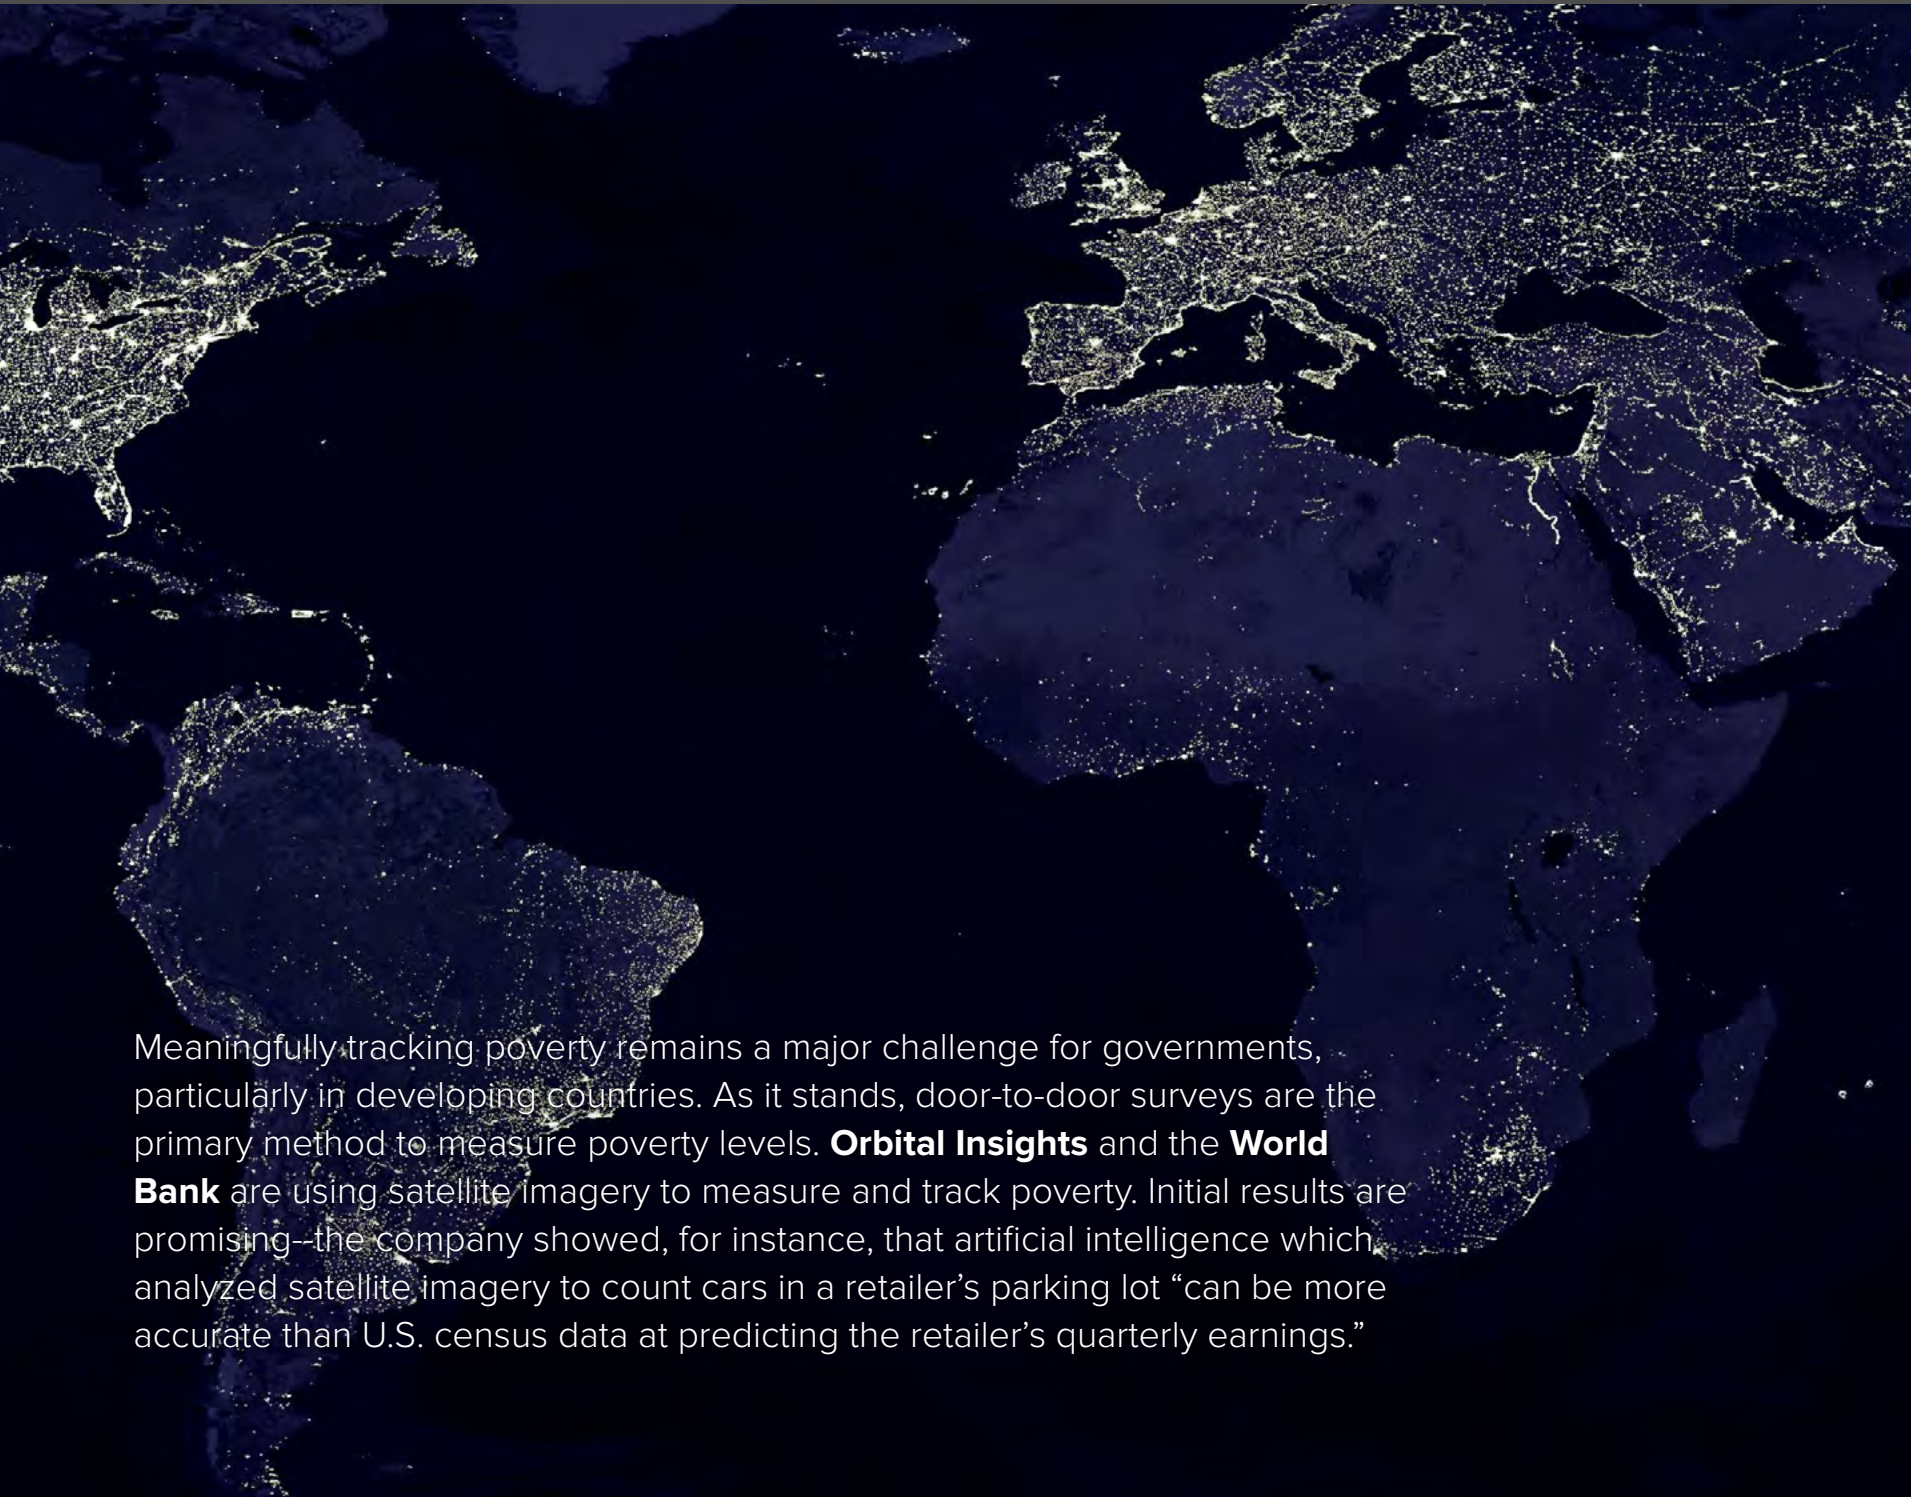 Meaningfully tracking poverty remains a major challenge for governments,
particularly in developing countries. As it stands, door-to-door surveys are the
primary method to measure poverty levels. Orbital Insights and the World
Bank are using satellite imagery to measure and track poverty. Initial results are
promising--the company showed, for instance, that artificial intelligence which
analyzed satellite imagery to count cars in a retailer’s parking lot “can be more
accurate than U.S. census data at predicting the retailer’s quarterly earnings.”